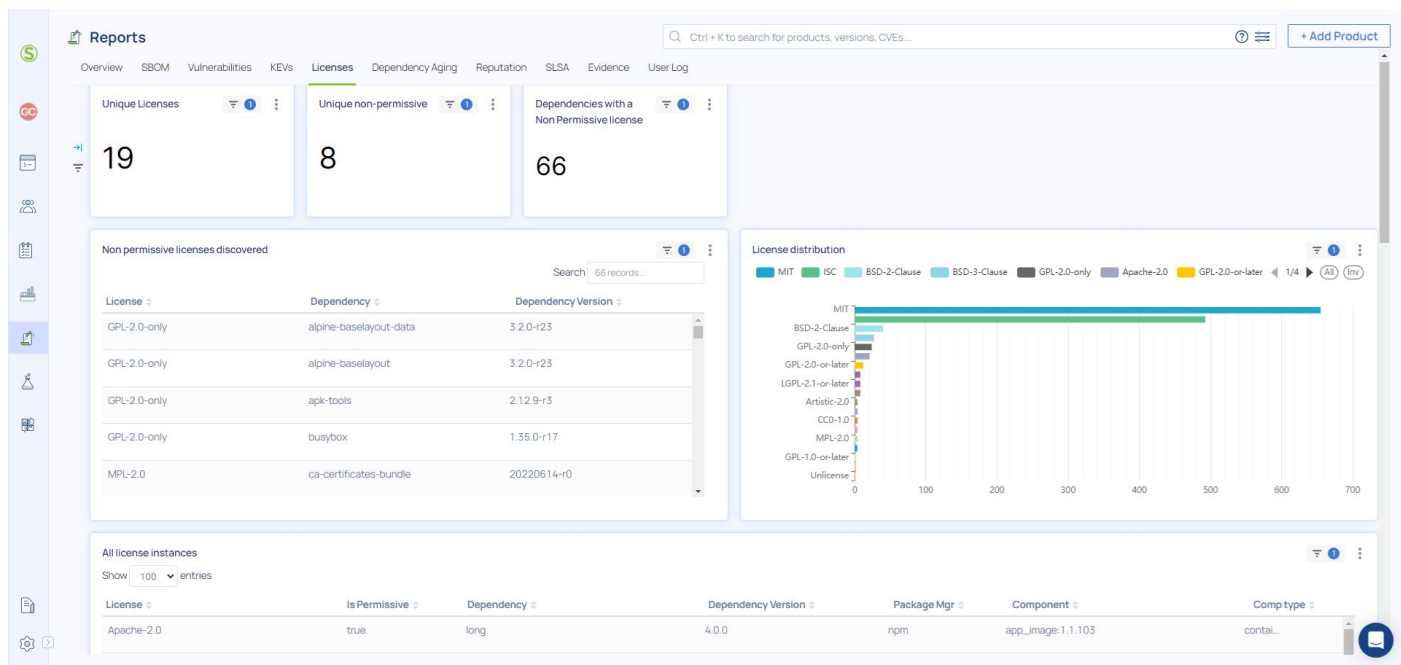 S
Reports
Ctrl + K to search for products, versions, CVEs...
+ Add Product
Overview SBOM Vulnerabilities KEVs Licenses Dependency Aging Reputation SLSA Evidence User Log
GC
Unique Licenses 1
19
Unique non-permissive 1
8
Dependencies with a
Non Permissive license 1
66
Non permissive licenses discovered 1
Search 66 records...
License Dependency Dependency Version
GPL-2.0-only alpine-baselayout-data 3.2.0-r23
GPL-2.0-only alpine-baselayout 3.2.0-r23
GPL-2.0-only apk-tools 2.12.9-r3
GPL-2.0-only busybox 1.35.0-r17
MPL-2.0 ca-certificates-bundle 20220614-r0
License distribution 1
MIT ISC BSD-2-Clause BSD-3-Clause GPL-2.0-only Apache-2.0 GPL-2.0-or-later 1/4 All Inv
MIT
BSD-2-Clause
GPL-2.0-only
GPL-2.0-or-later
LGPL-2.1-or-later
Artistic-2.0
CC0-1.0
MPL-2.0
GPL-1.0-or-later
Unlicense
0 100 200 300 400 500 600 700
All license instances 1
Show 100 entries
License Is Permissive Dependency Dependency Version Package Mgr Component Comp type
Apache-2.0 true long 4.0.0 npm app_image:1.1.103 contai...